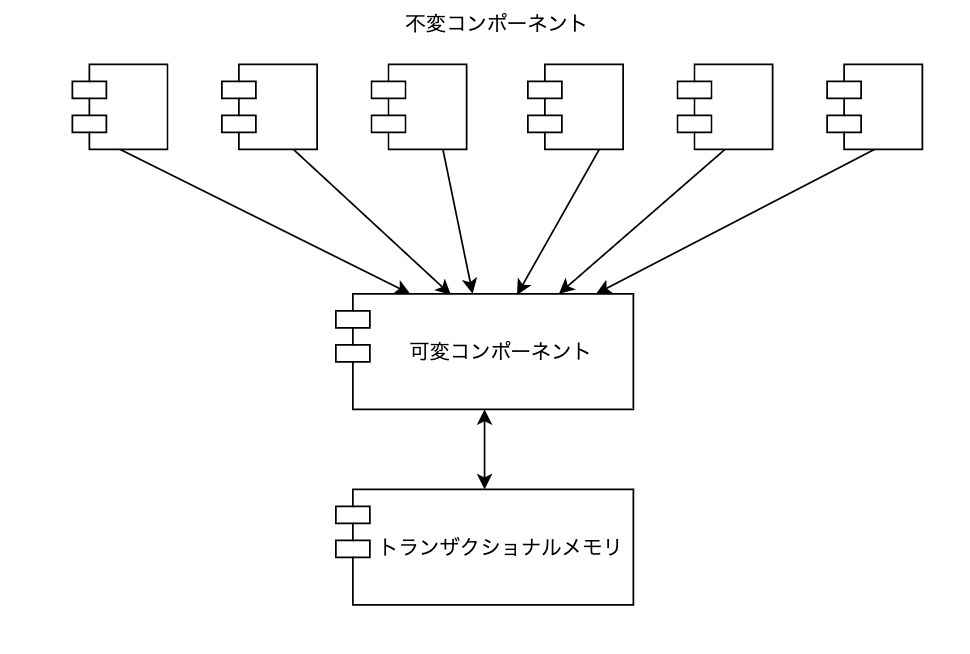 不変コンポーネント
可変コンポーネント
トランザクショナルメモリ